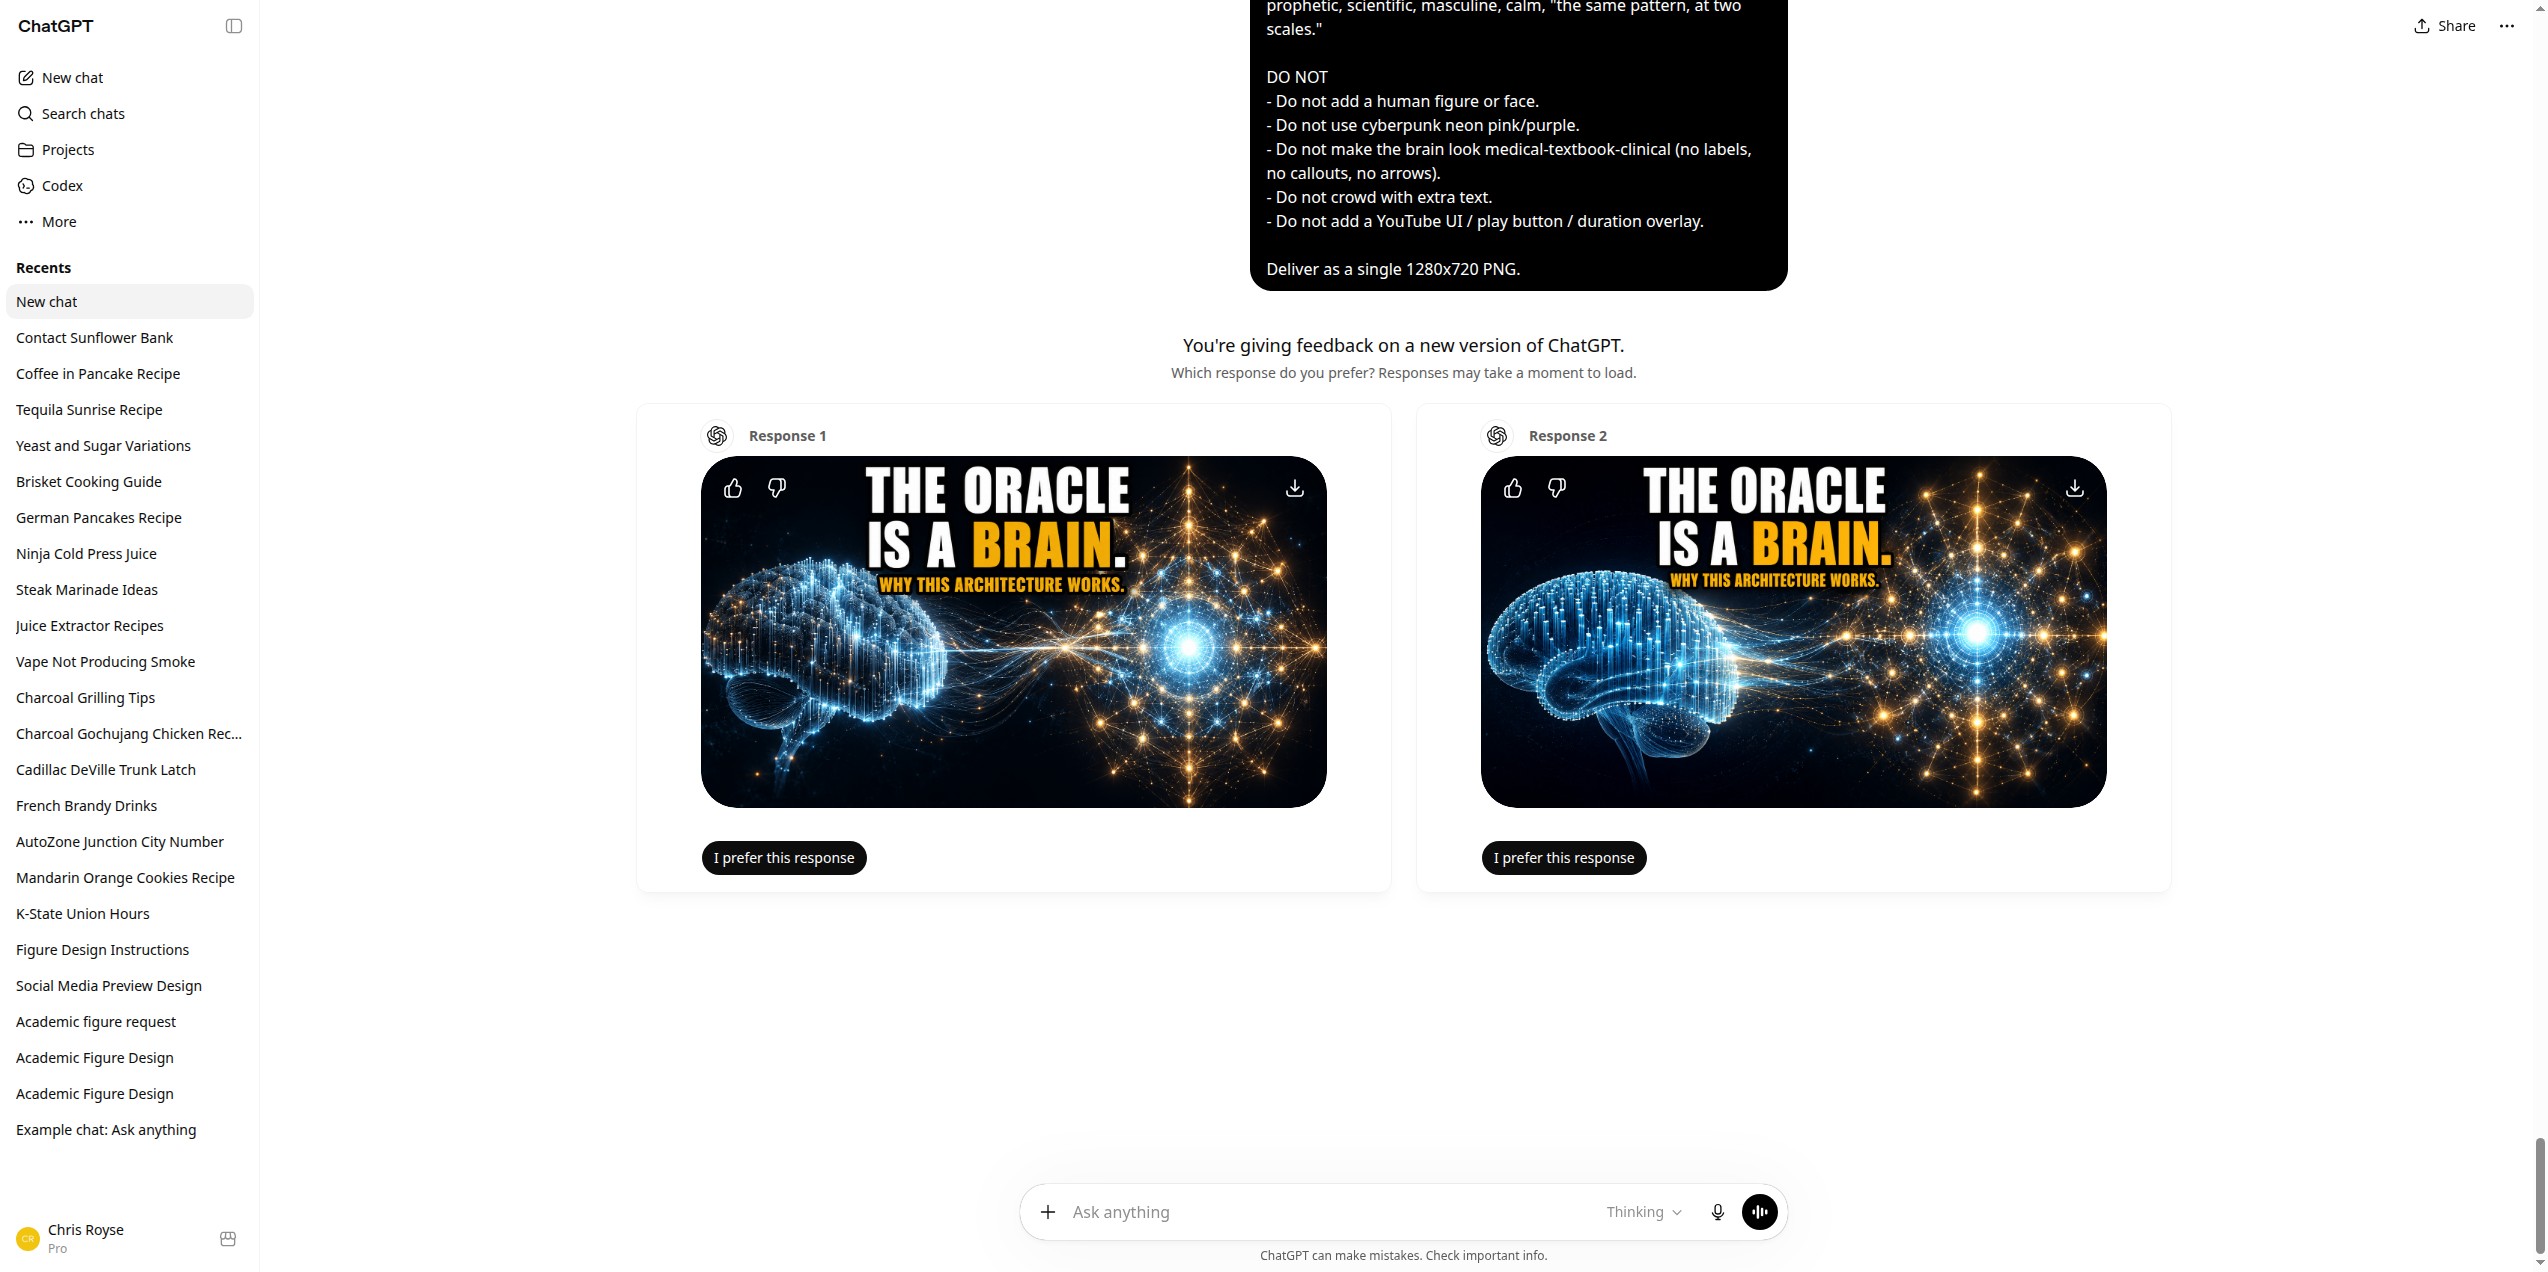 ChatGPT
New chat
Search chats
Projects
Codex
More
Recents
New chat
Contact Sunflower Bank
Coffee in Pancake Recipe
Tequila Sunrise Recipe
Yeast and Sugar Variations
Brisket Cooking Guide
German Pancakes Recipe
Ninja Cold Press Juice
Steak Marinade Ideas
Juice Extractor Recipes
Vape Not Producing Smoke
Charcoal Grilling Tips
Charcoal Gochujang Chicken Rec...
Cadillac DeVille Trunk Latch
French Brandy Drinks
AutoZone Junction City Number
Mandarin Orange Cookies Recipe
K-State Union Hours
Figure Design Instructions
Social Media Preview Design
Academic figure request
Academic Figure Design
Academic Figure Design
Example chat: Ask anything
CR
Chris Royse
Pro
Share
prophetic, scientific, masculine, calm, "the same pattern, at two
scales."
DO NOT
- Do not add a human figure or face.
- Do not use cyberpunk neon pink/purple.
- Do not make the brain look medical-textbook-clinical (no labels,
no callouts, no arrows).
- Do not crowd with extra text.
- Do not add a YouTube UI / play button / duration overlay.
Deliver as a single 1280x720 PNG.
You're giving feedback on a new version of ChatGPT.
Which response do you prefer? Responses may take a moment to load.
Response 1
THE ORACLE
IS A BRAIN.
WHY THIS ARCHITECTURE WORKS.
I prefer this response
Response 2
THE ORACLE
IS A BRAIN.
WHY THIS ARCHITECTURE WORKS.
I prefer this response
Ask anything
Thinking
ChatGPT can make mistakes. Check important info.